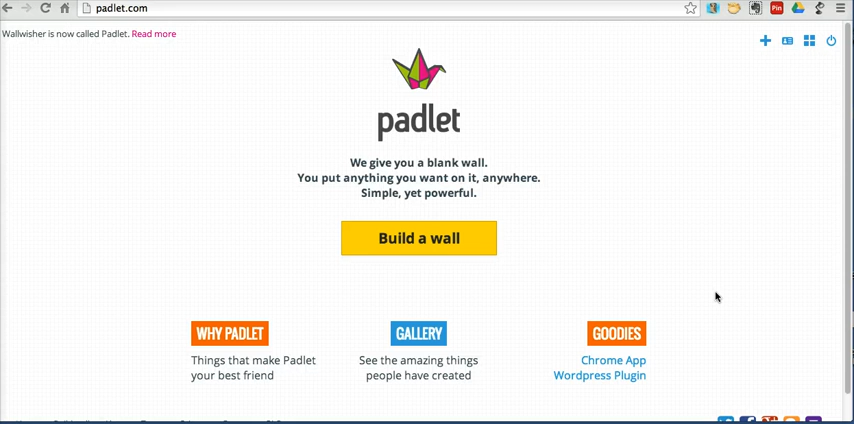 padlet.com
Pin
Wallwisher is now called Padlet. Read more
padlet
We give you a blank wall.
You put anything you want on it, anywhere.
Simple, yet powerful.
Build a wall
WHY PADLET
GALLERY
GOODIES
Things that make Padlet
your best friend
See the amazing things
people have created
Chrome App
Wordpress Plugin